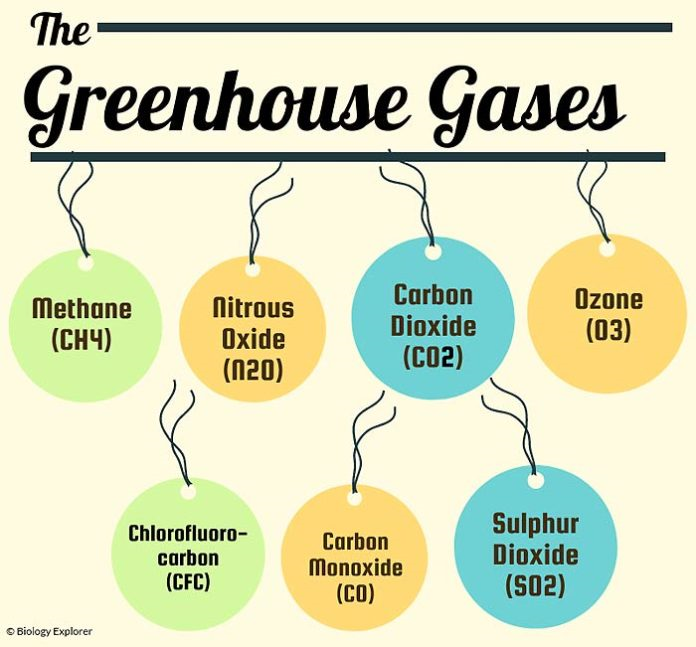 The
Greenhouse Gases
Methane
(CH4)
Nitrous
Oxide
(N2O)
Carbon
Dioxide
(CO2)
Ozone
(O3)
Chlorofluoro-
carbon
(CFC)
Carbon
Monoxide
(CO)
Sulphur
Dioxide
(SO2)
© Biology Explorer